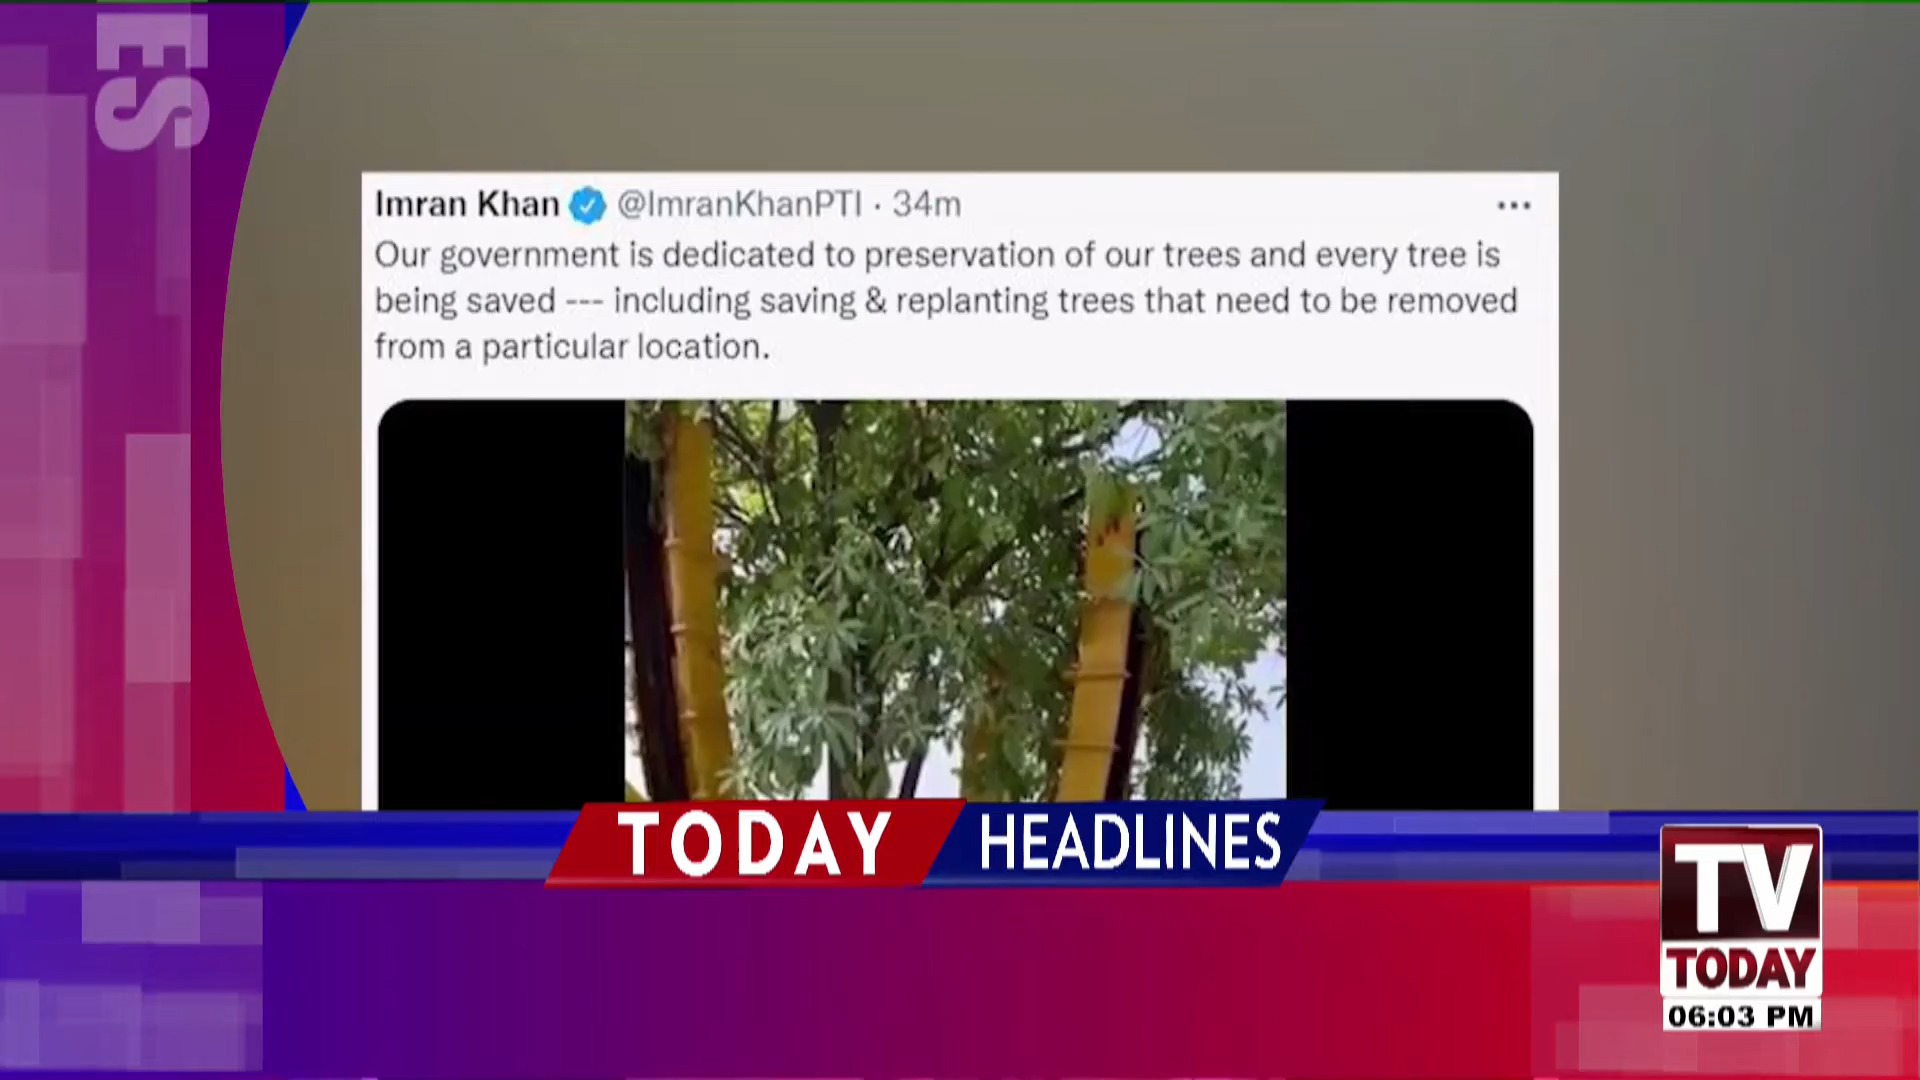 ES
Imran Khan @ImranKhanPTI · 34m
Our government is dedicated to preservation of our trees and every tree is
being saved --- including saving & replanting trees that need to be removed
from a particular location.
TODAY HEADLINES
TV
TODAY
06:03 PM